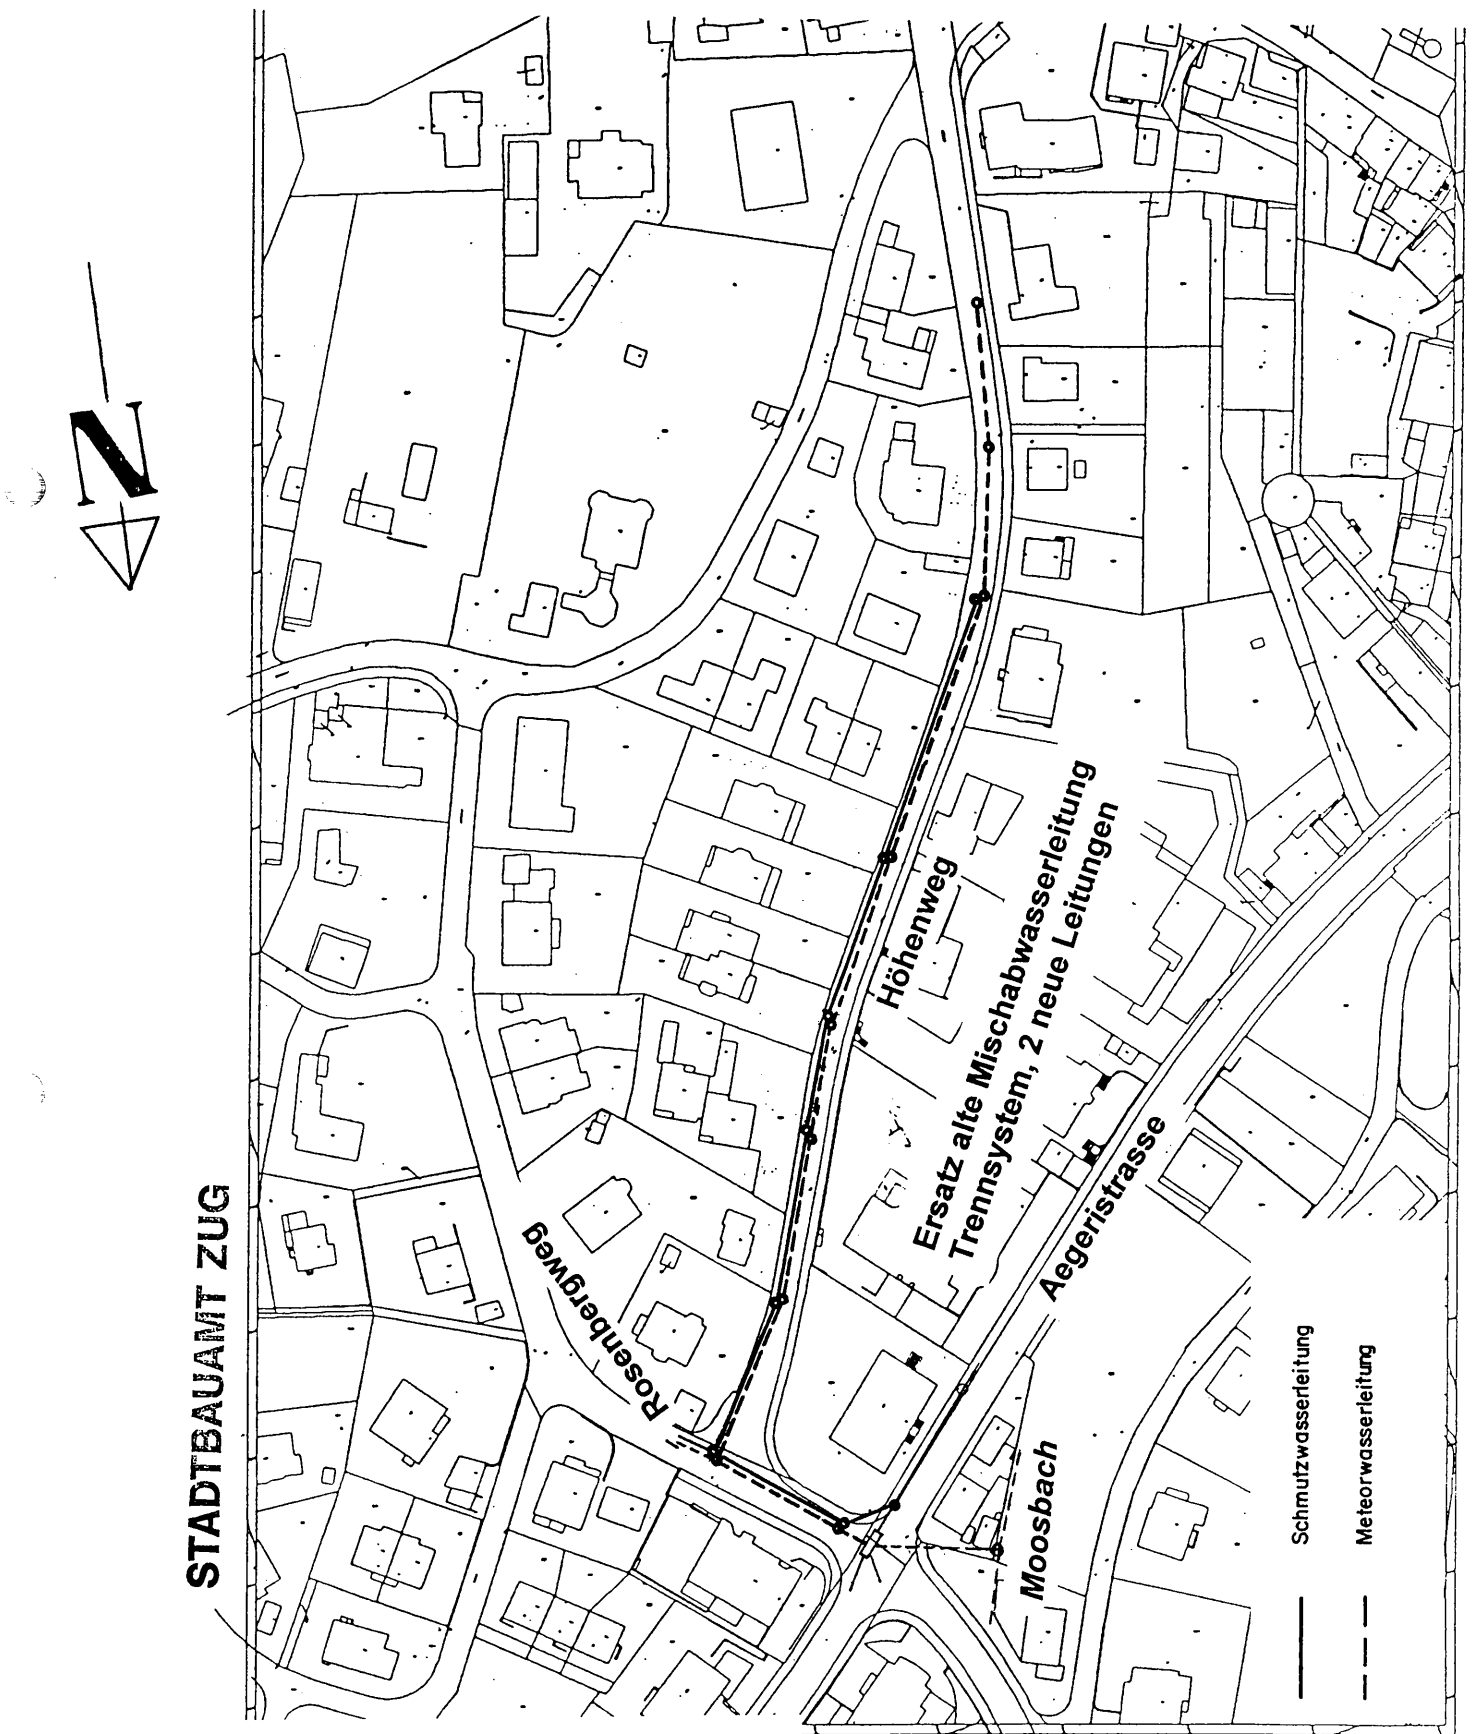 STADTBAUAMT ZUG
N
Rosenbergweg
Höhenweg
Ersatz alte Mischabwasserleitung
Trennsystem, 2 neue Leitungen
Aegeristrasse
Moosbach
Schmutzwasserleitung
Meteorwasserleitung